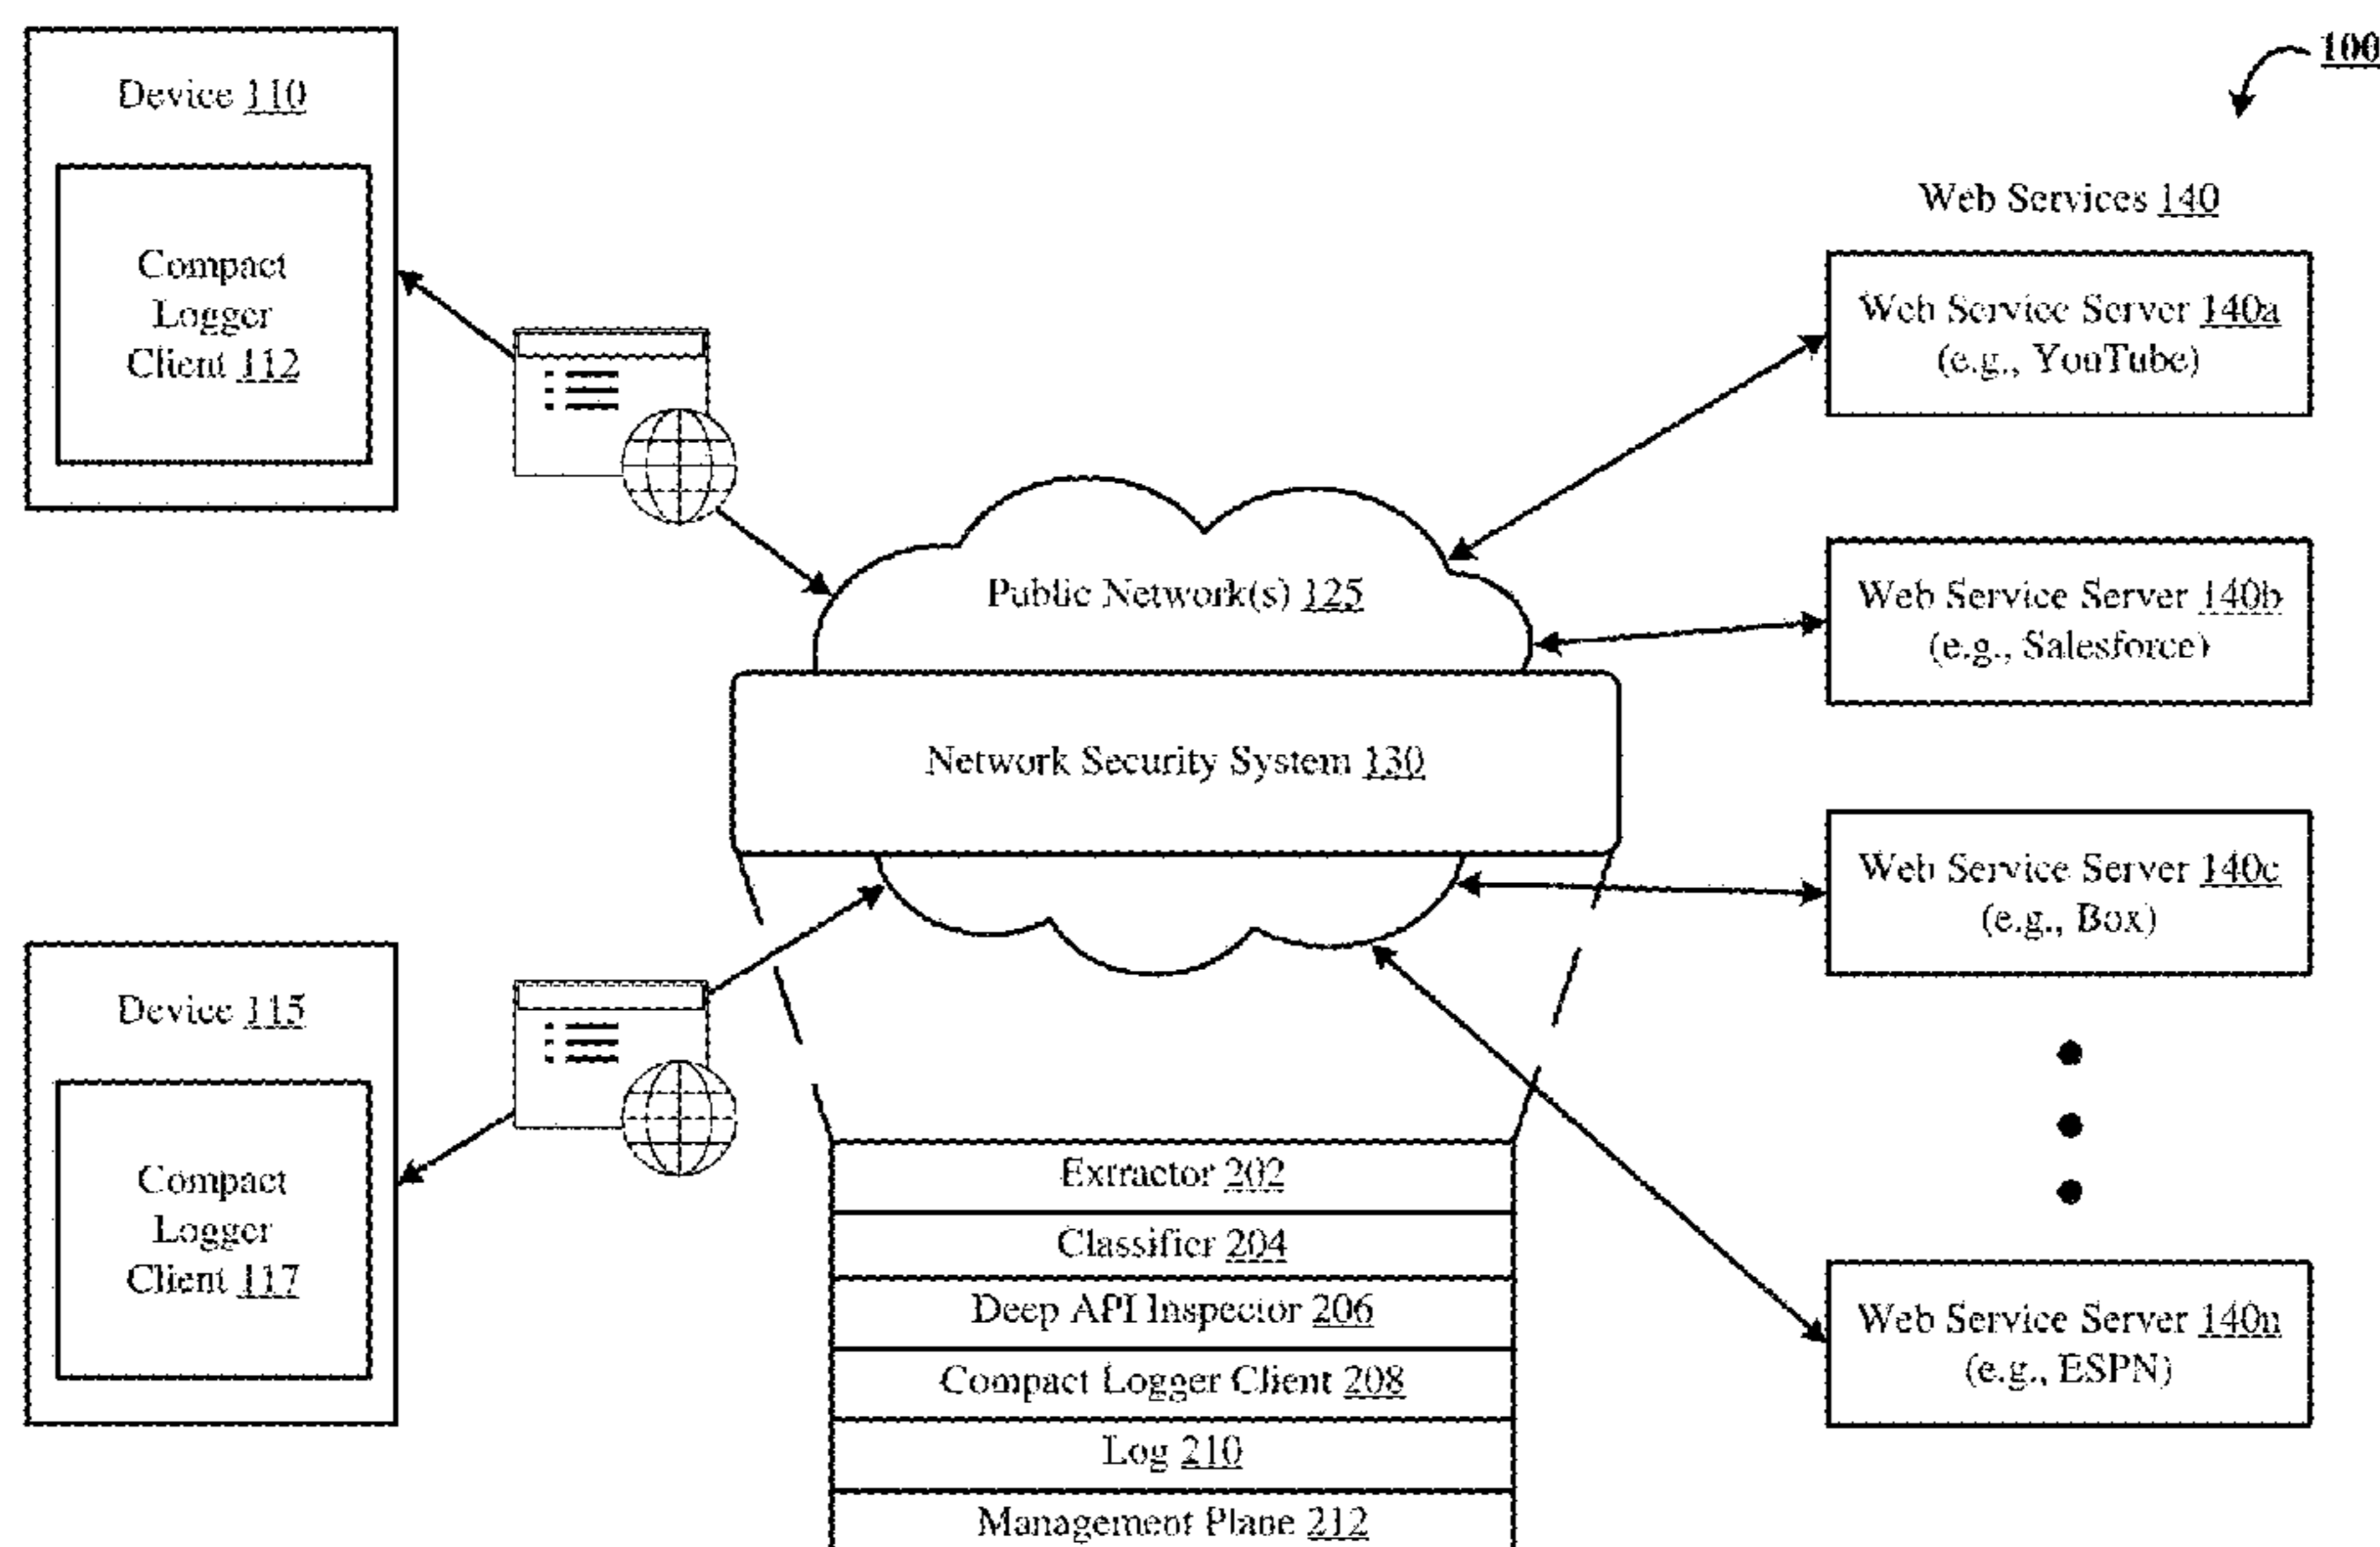 100
Device 110
Compact
Logger
Client 112
Web Services 140
Web Service Server 140a
(e.g., YouTube)
Public Network(s) 125
Web Service Server 140b
(e.g., Salesforce)
Network Security System 130
Web Service Server 140c
(e.g., Box)
Device 115
Compact
Logger
Client 117
Extractor 202
Classifier 204
Deep API Inspector 206
Compact Logger Client 208
Log 210
Management Plane 212
Web Service Server 140n
(e.g., ESPN)